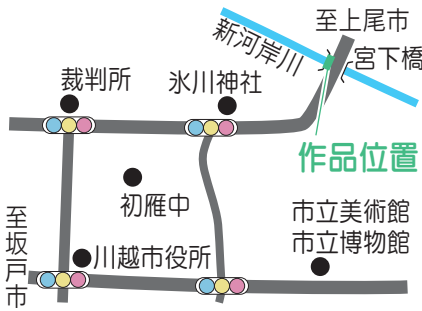 至上尾市
新河岸川
宮下橋
裁判所
氷川神社
作品位置
初雁中
至坂戸市
川越市役所
市立美術館
市立博物館